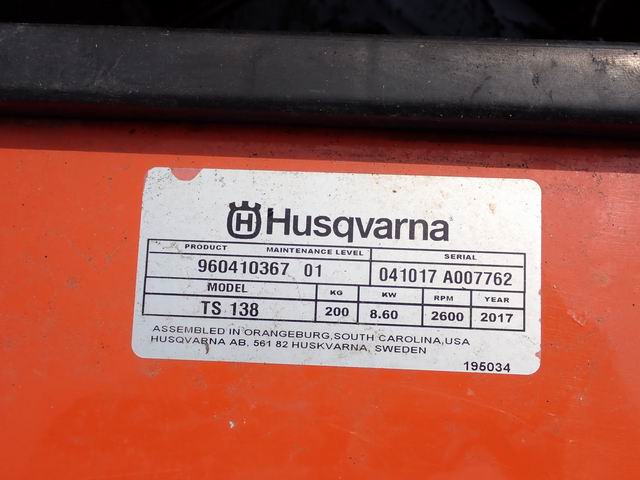 Husqvarna
PRODUCT MAINTENANCE LEVEL SERIAL
960410367 01 041017 A007762
MODEL KG KW RPM YEAR
TS 138 200 8.60 2600 2017
ASSEMBLED IN ORANGEBURG,SOUTH CAROLINA,USA
HUSQVARNA AB, 561 82 HUSKVARNA, SWEDEN
195034